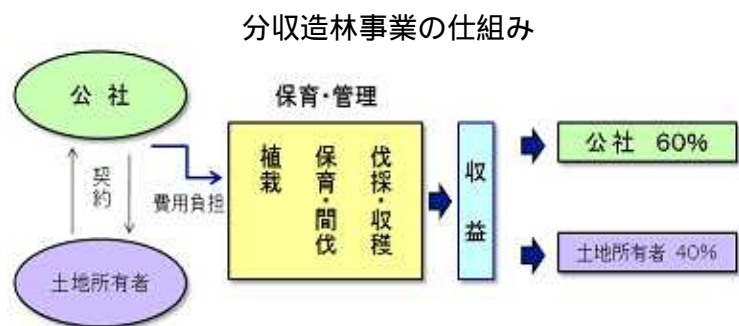 分収造林事業の仕組み
公社
保育・管理
契約
費用負担
植栽
保育・間伐
伐採・収穫
収益
公社 60%
土地所有者 40%
土地所有者